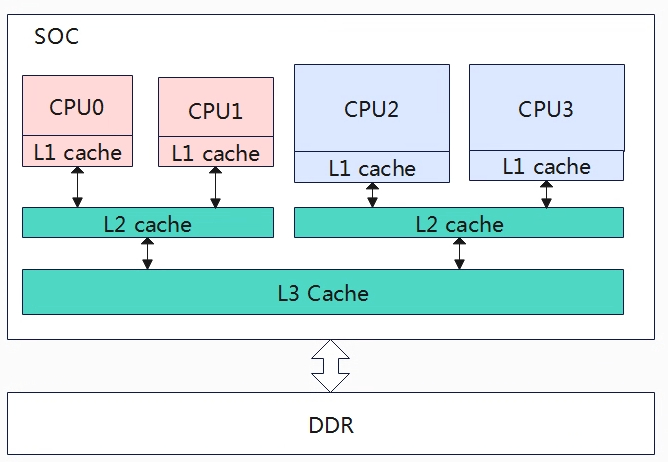 SOC
CPU0
CPU1
CPU2
CPU3
L1 cache
L1 cache
L1 cache
L1 cache
L2 cache
L2 cache
L3 Cache
DDR